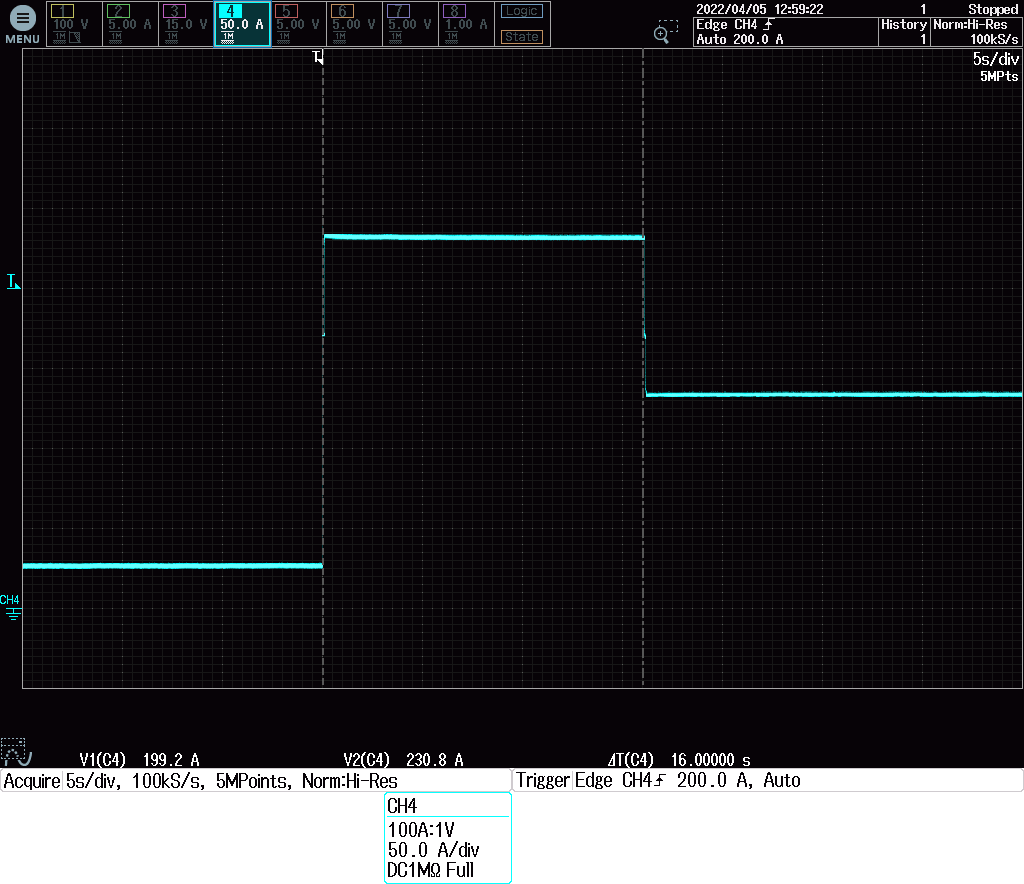 MENU
1 100 V 1M
2 5.00 A 1M
3 15.0 V 1M
4 50.0 A 1M
5 5.00 V 1M
6 5.00 V 1M
7 5.00 V 1M
8 1.00 A 1M
Logic
State
2022/04/05 12:59:22 1 Stopped
Edge CH4
Auto 200.0 A
History
1
Norm:Hi-Res
100kS/s
5s/div
5MPts
T
T
CH4
V1(C4) 199.2 A V2(C4) 230.8 A ΔT(C4) 16.00000 s
Acquire 5s/div, 100kS/s, 5MPoints, Norm:Hi-Res
Trigger Edge CH4 200.0 A, Auto
CH4
100A:1V
50.0 A/div
DC1MΩ Full